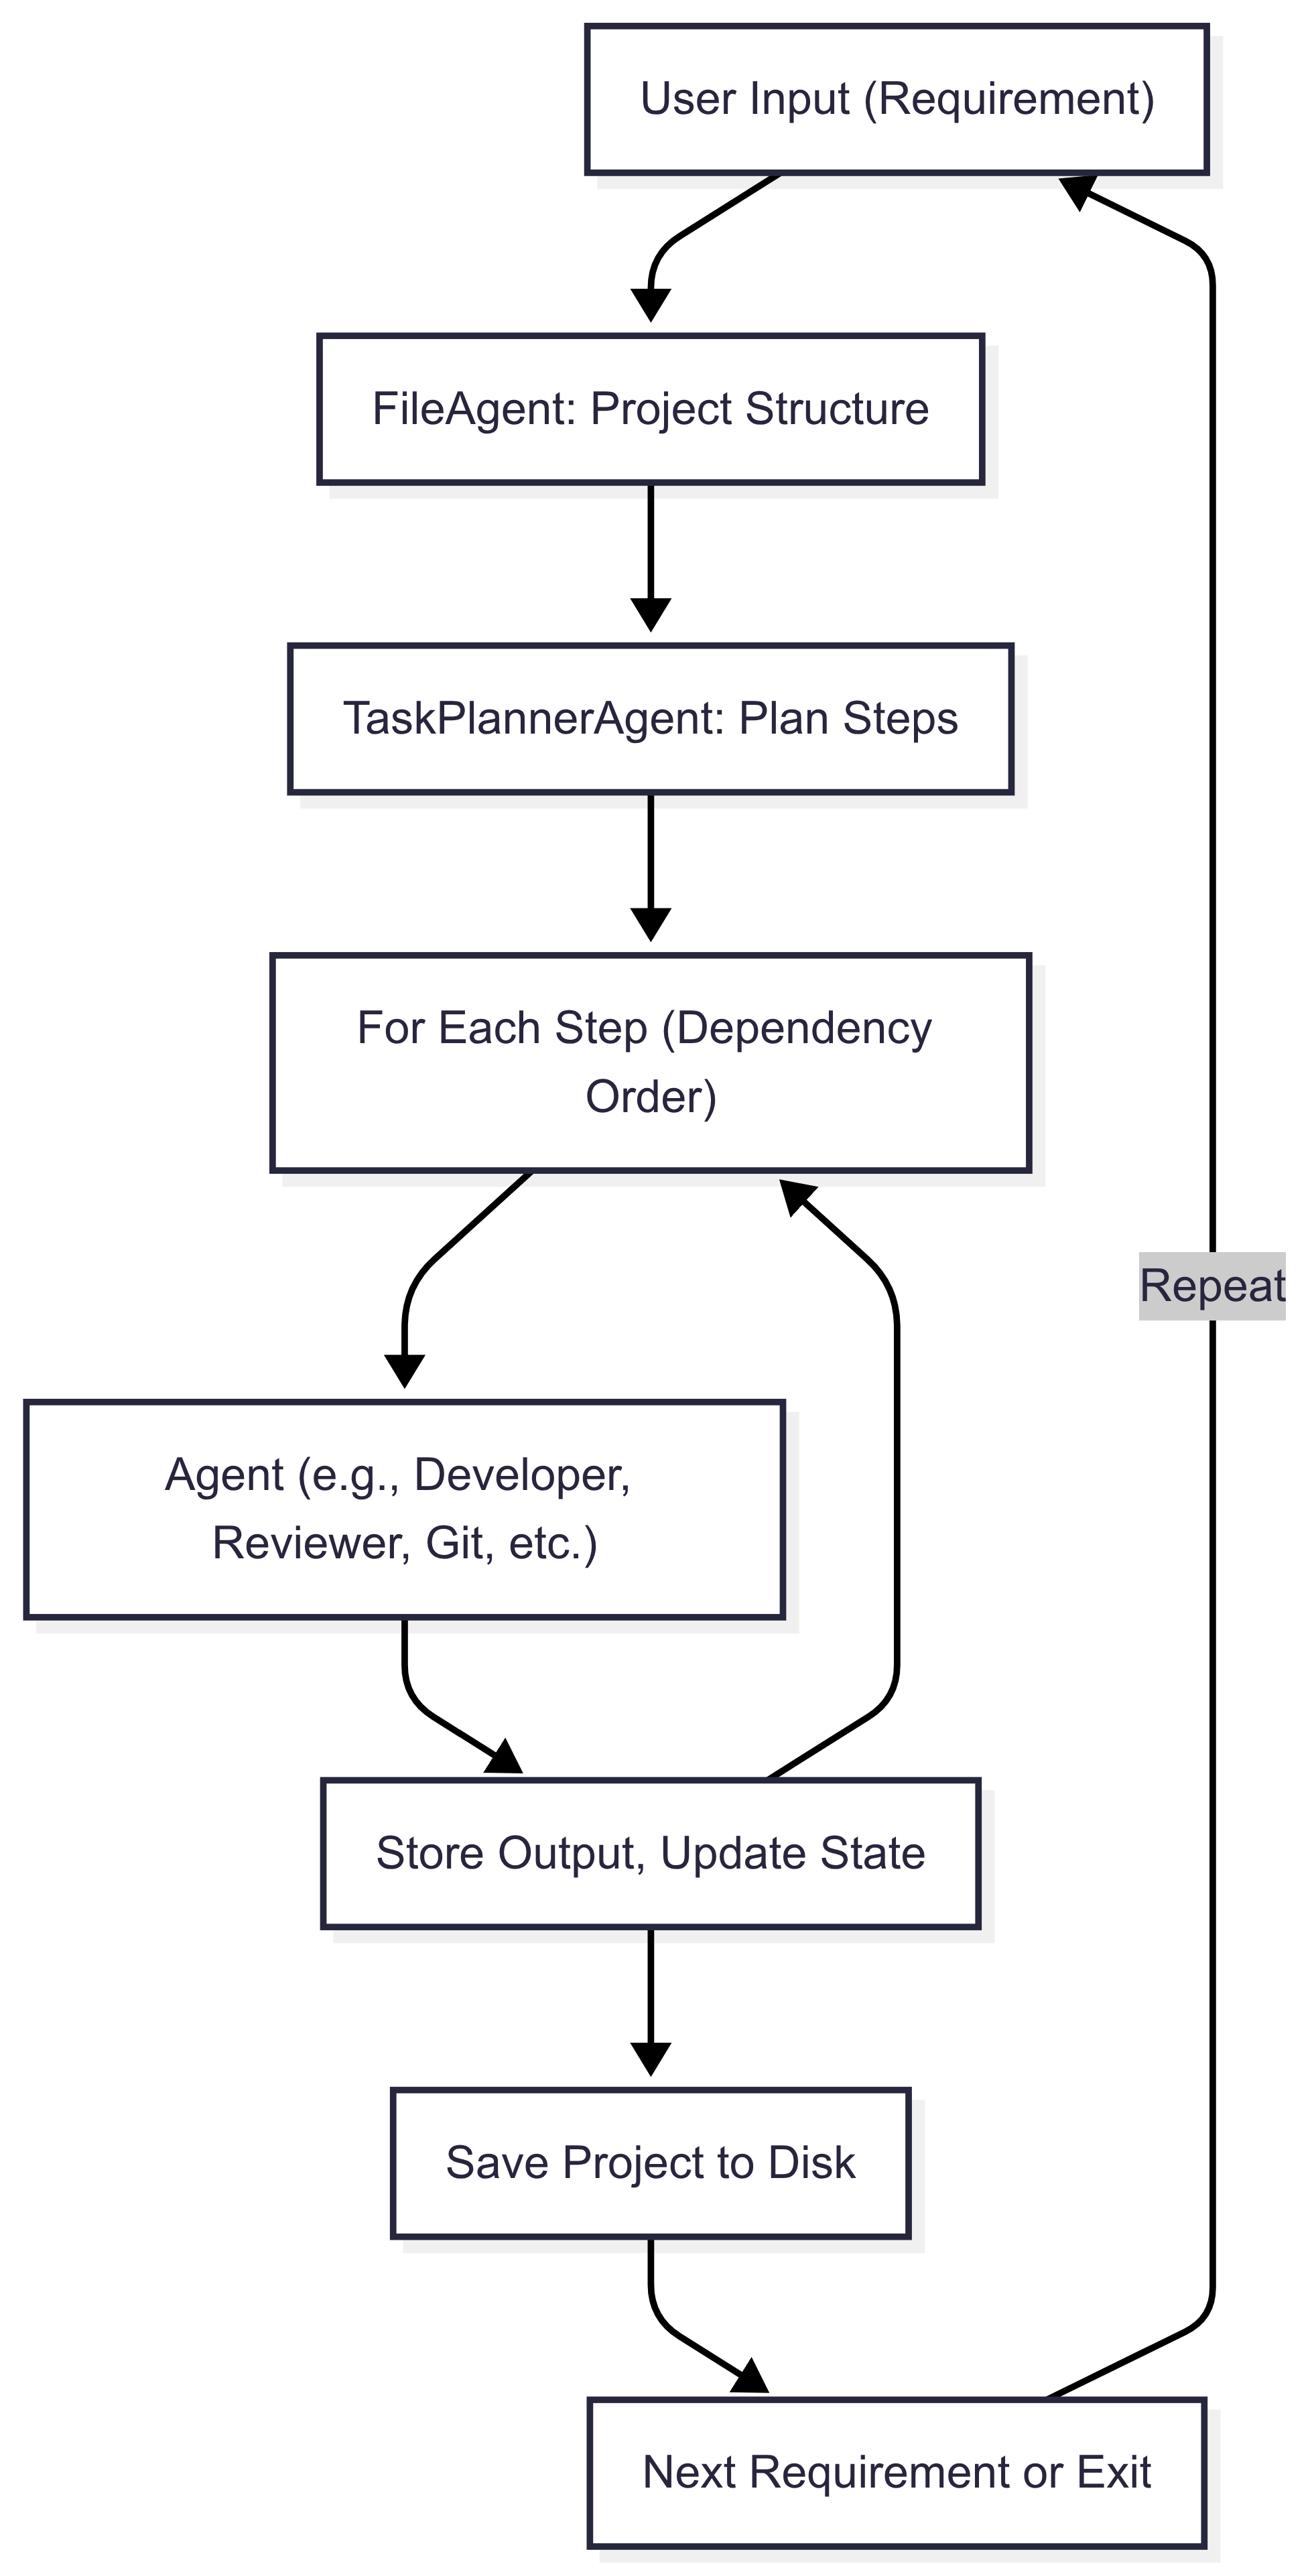 User Input (Requirement)
FileAgent: Project Structure
TaskPlannerAgent: Plan Steps
For Each Step (Dependency
Order)
Repeat
Agent (e.g., Developer,
Reviewer, Git, etc.)
Store Output, Update State
Save Project to Disk
Next Requirement or Exit